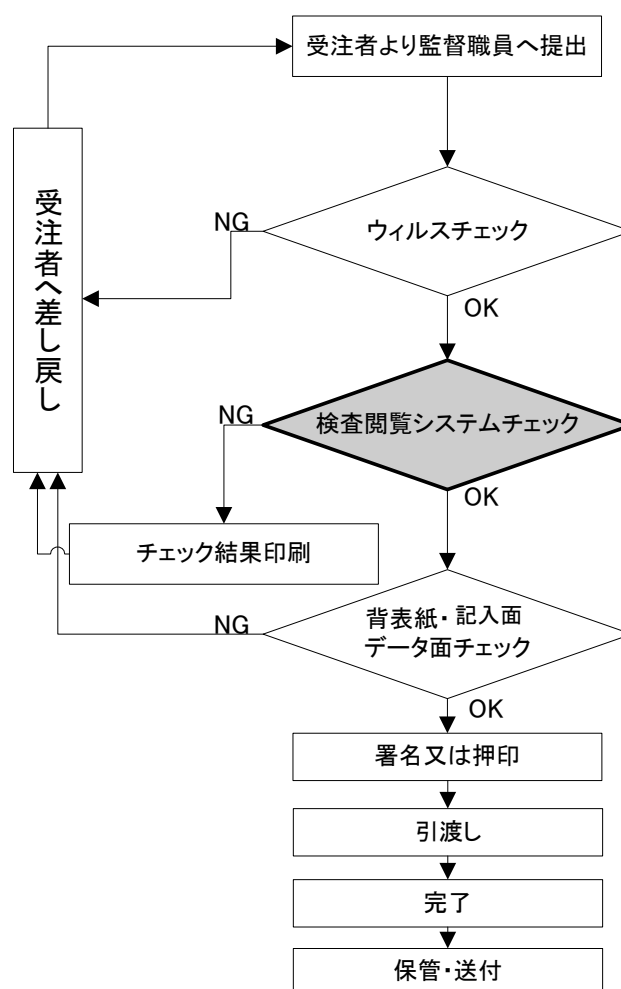 受注者より監督職員へ提出
ウィルスチェック
NG
OK
受注者へ差し戻し
検査閲覧システムチェック
NG
OK
チェック結果印刷
背表紙・記入面
データ面チェック
NG
OK
署名又は押印
引渡し
完了
保管・送付